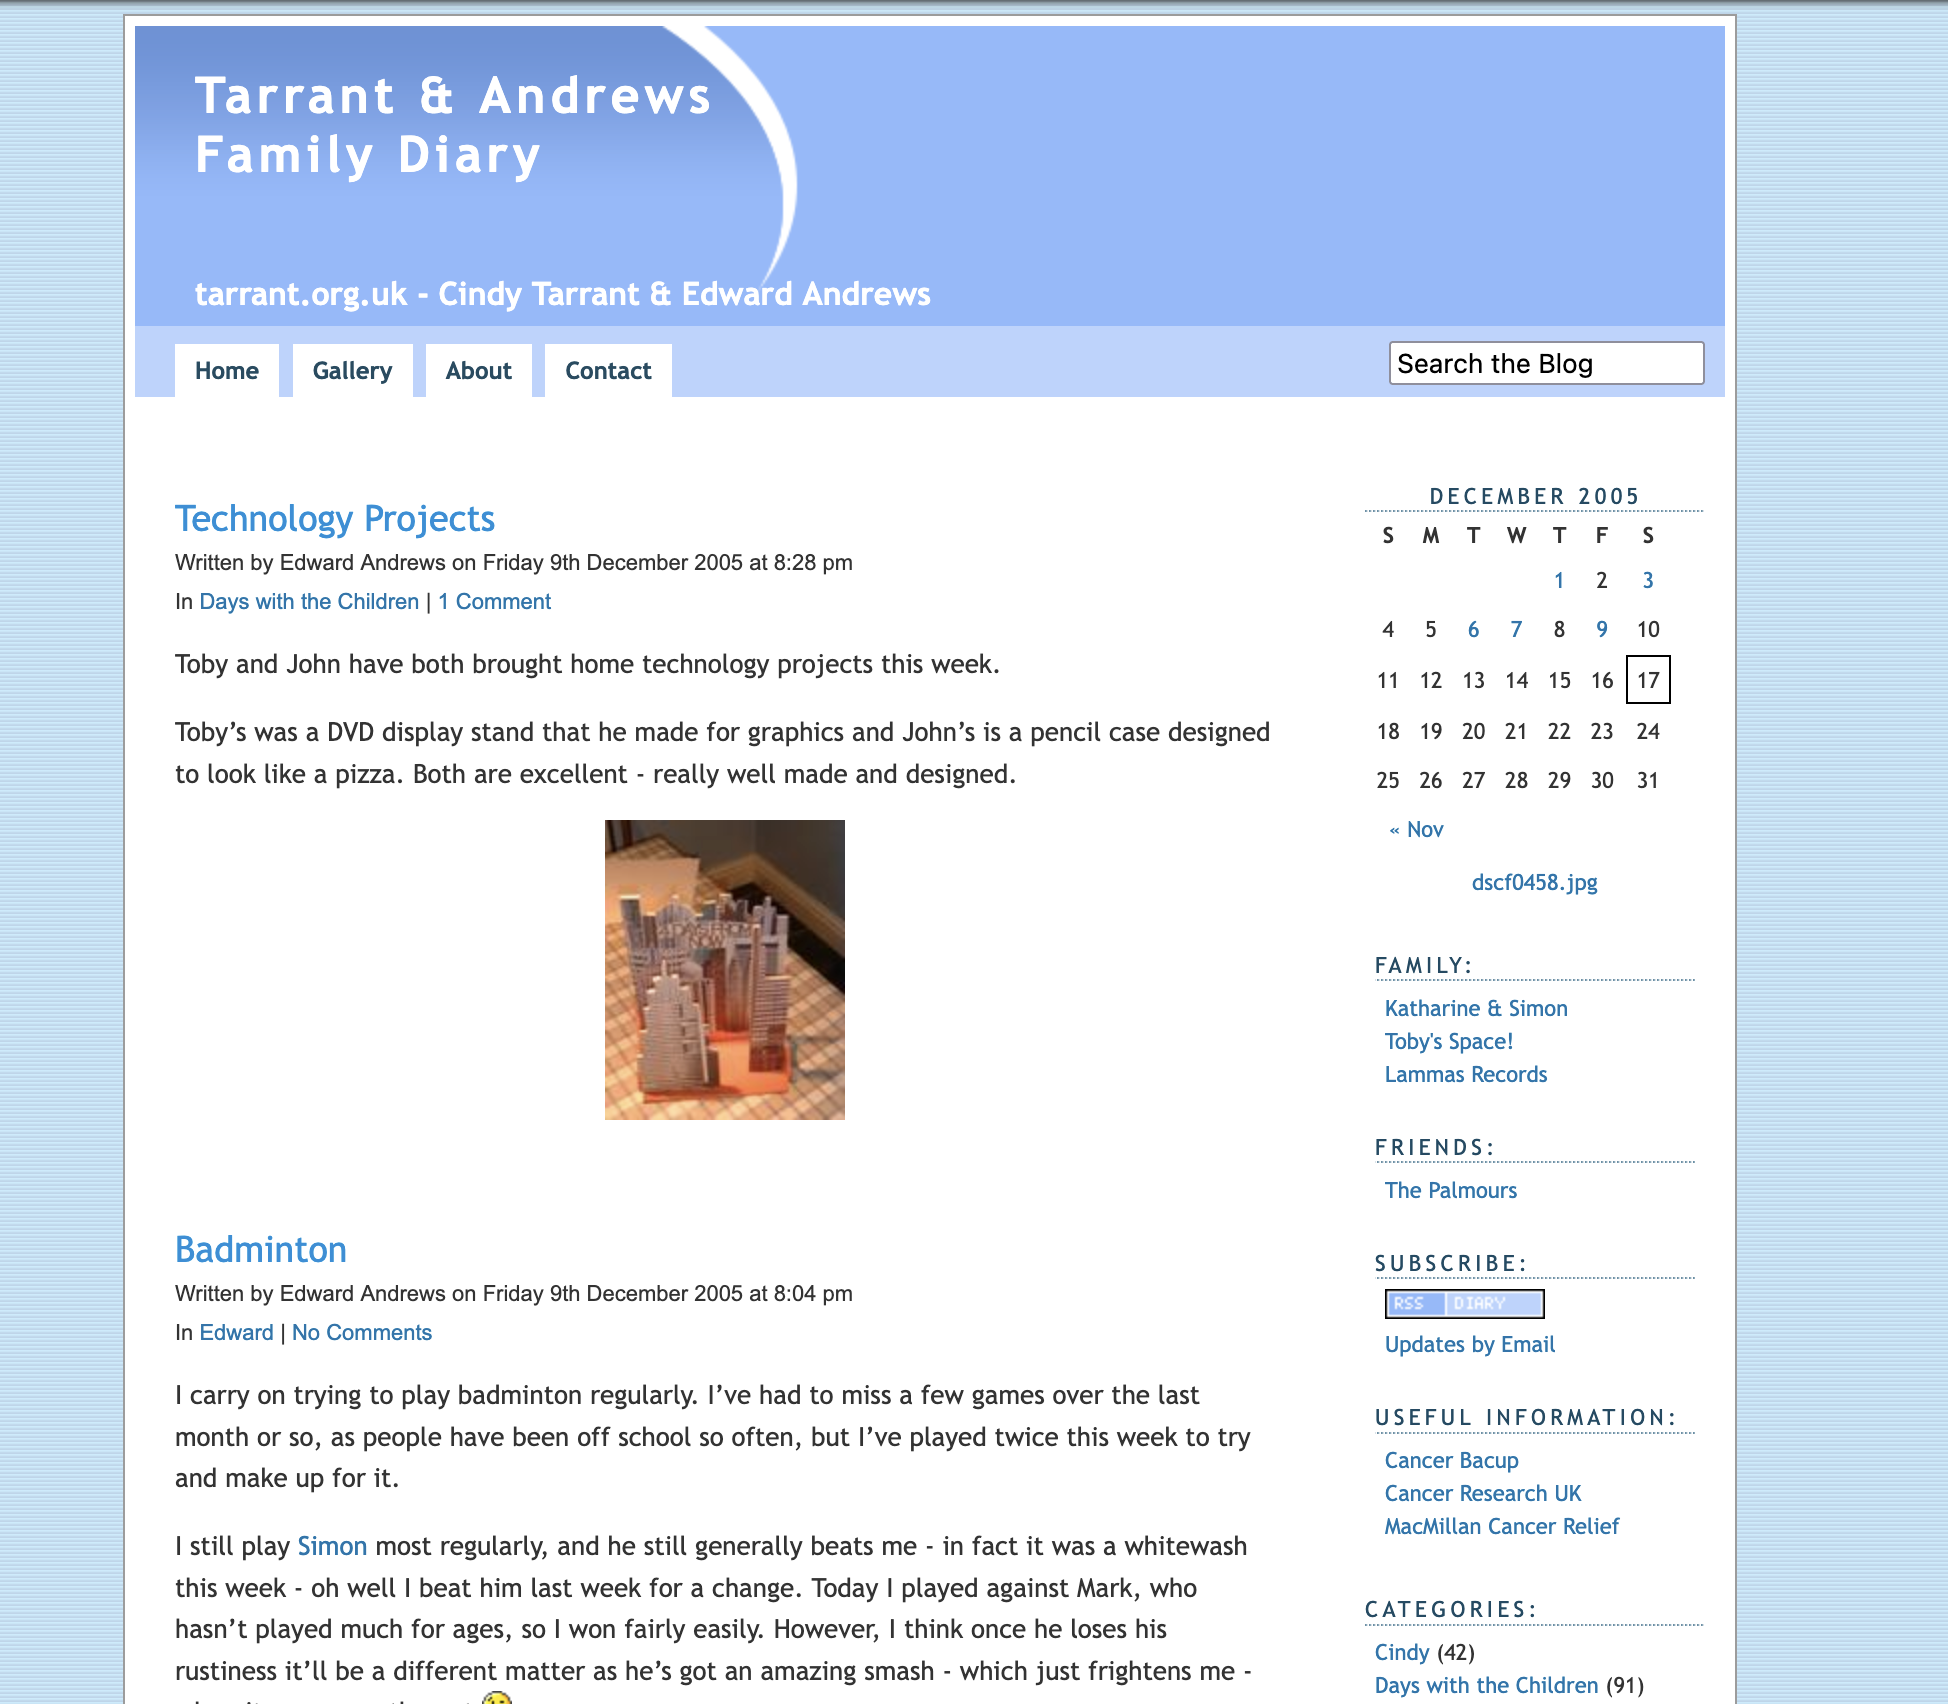 Tarrant & Andrews
Family Diary
tarrant.org.uk - Cindy Tarrant & Edward Andrews
Home
Gallery
About
Contact
Search the Blog
Technology Projects
Written by Edward Andrews on Friday 9th December 2005 at 8:28 pm
In Days with the Children | 1 Comment
Toby and John have both brought home technology projects this week.
Toby’s was a DVD display stand that he made for graphics and John’s is a pencil case designed
to look like a pizza. Both are excellent - really well made and designed.
DAYS FROM
NOW
Badminton
Written by Edward Andrews on Friday 9th December 2005 at 8:04 pm
In Edward | No Comments
I carry on trying to play badminton regularly. I’ve had to miss a few games over the last
month or so, as people have been off school so often, but I’ve played twice this week to try
and make up for it.
I still play Simon most regularly, and he still generally beats me - in fact it was a whitewash
this week - oh well I beat him last week for a change. Today I played against Mark, who
hasn’t played much for ages, so I won fairly easily. However, I think once he loses his
rustiness it’ll be a different matter as he’s got an amazing smash - which just frightens me -
DECEMBER 2005
S M T W T F S
1 2 3
4 5 6 7 8 9 10
11 12 13 14 15 16 17
18 19 20 21 22 23 24
25 26 27 28 29 30 31
« Nov
dscf0458.jpg
FAMILY:
Katharine & Simon
Toby's Space!
Lammas Records
FRIENDS:
The Palmours
SUBSCRIBE:
RSS DIARY
Updates by Email
USEFUL INFORMATION:
Cancer Bacup
Cancer Research UK
MacMillan Cancer Relief
CATEGORIES:
Cindy (42)
Days with the Children (91)